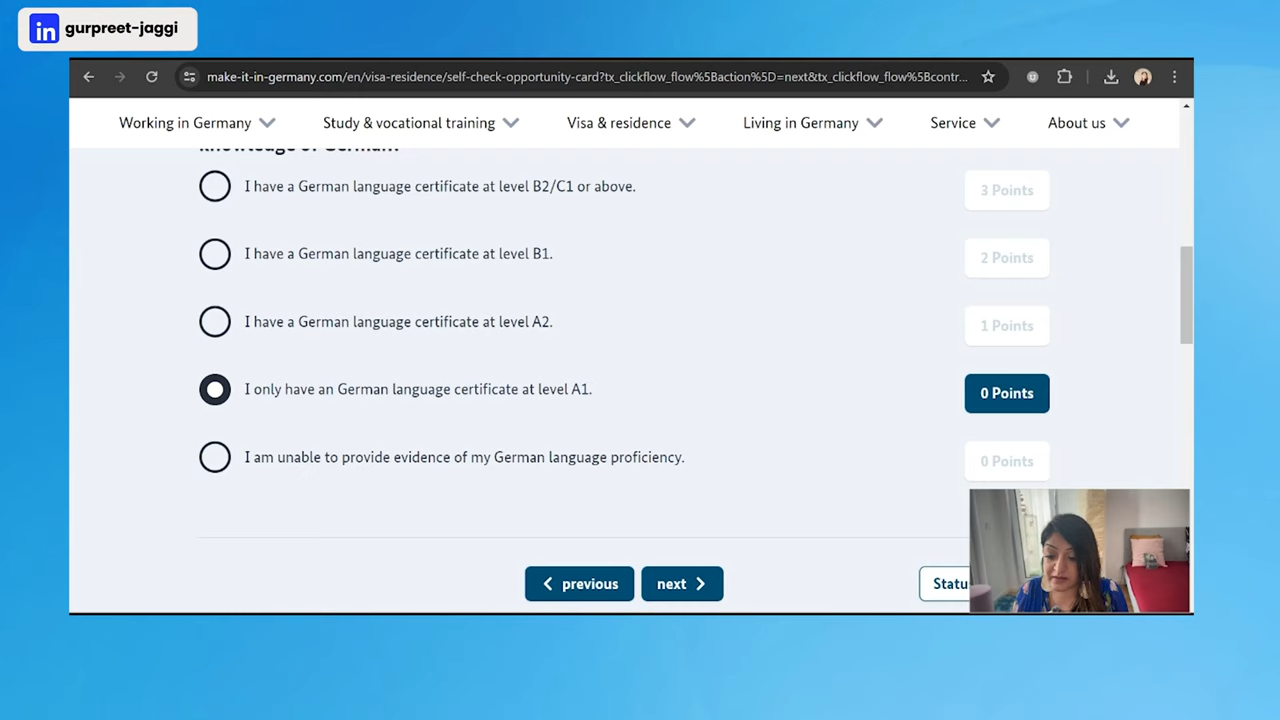 in gurpreet-jaggi
make-it-in-germany.com/en/visa-residence/self-check-opportunity-card?tx_clickflow_flow%5Baction%5D=next&tx_clickflow_flow%5Bcontr...
Working in Germany Study & vocational training Visa & residence Living in Germany Service About us
knowledge of German?
I have a German language certificate at level B2/C1 or above. 3 Points
I have a German language certificate at level B1. 2 Points
I have a German language certificate at level A2. 1 Points
I only have an German language certificate at level A1. 0 Points
I am unable to provide evidence of my German language proficiency. 0 Points
previous next Statu